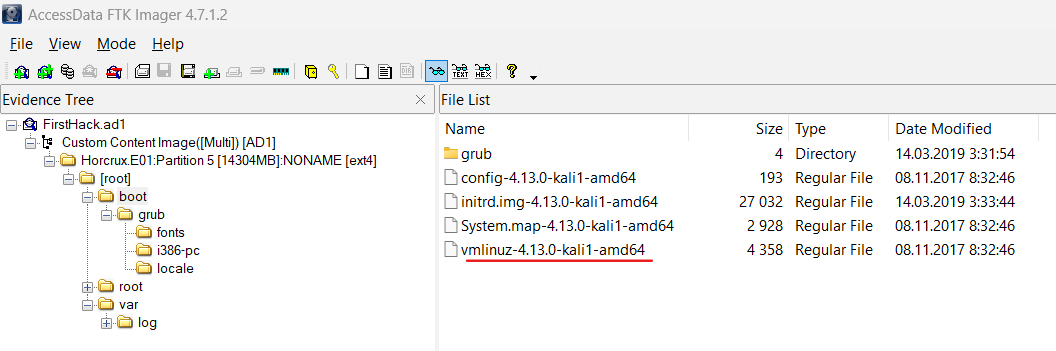 AccessData FTK Imager 4.7.1.2
File View Mode Help
TEXT HEX
Evidence Tree
FirstHack.ad1
Custom Content Image([Multi]) [AD1]
Horcrux.E01:Partition 5 [14304MB]:NONAME [ext4]
[root]
boot
grub
fonts
i386-pc
locale
root
var
log
File List
Name Size Type Date Modified
grub 4 Directory 14.03.2019 3:31:54
config-4.13.0-kali1-amd64 193 Regular File 08.11.2017 8:32:46
initrd.img-4.13.0-kali1-amd64 27 032 Regular File 14.03.2019 3:33:44
System.map-4.13.0-kali1-amd64 2 928 Regular File 08.11.2017 8:32:46
vmlinuz-4.13.0-kali1-amd64 4 358 Regular File 08.11.2017 8:32:46